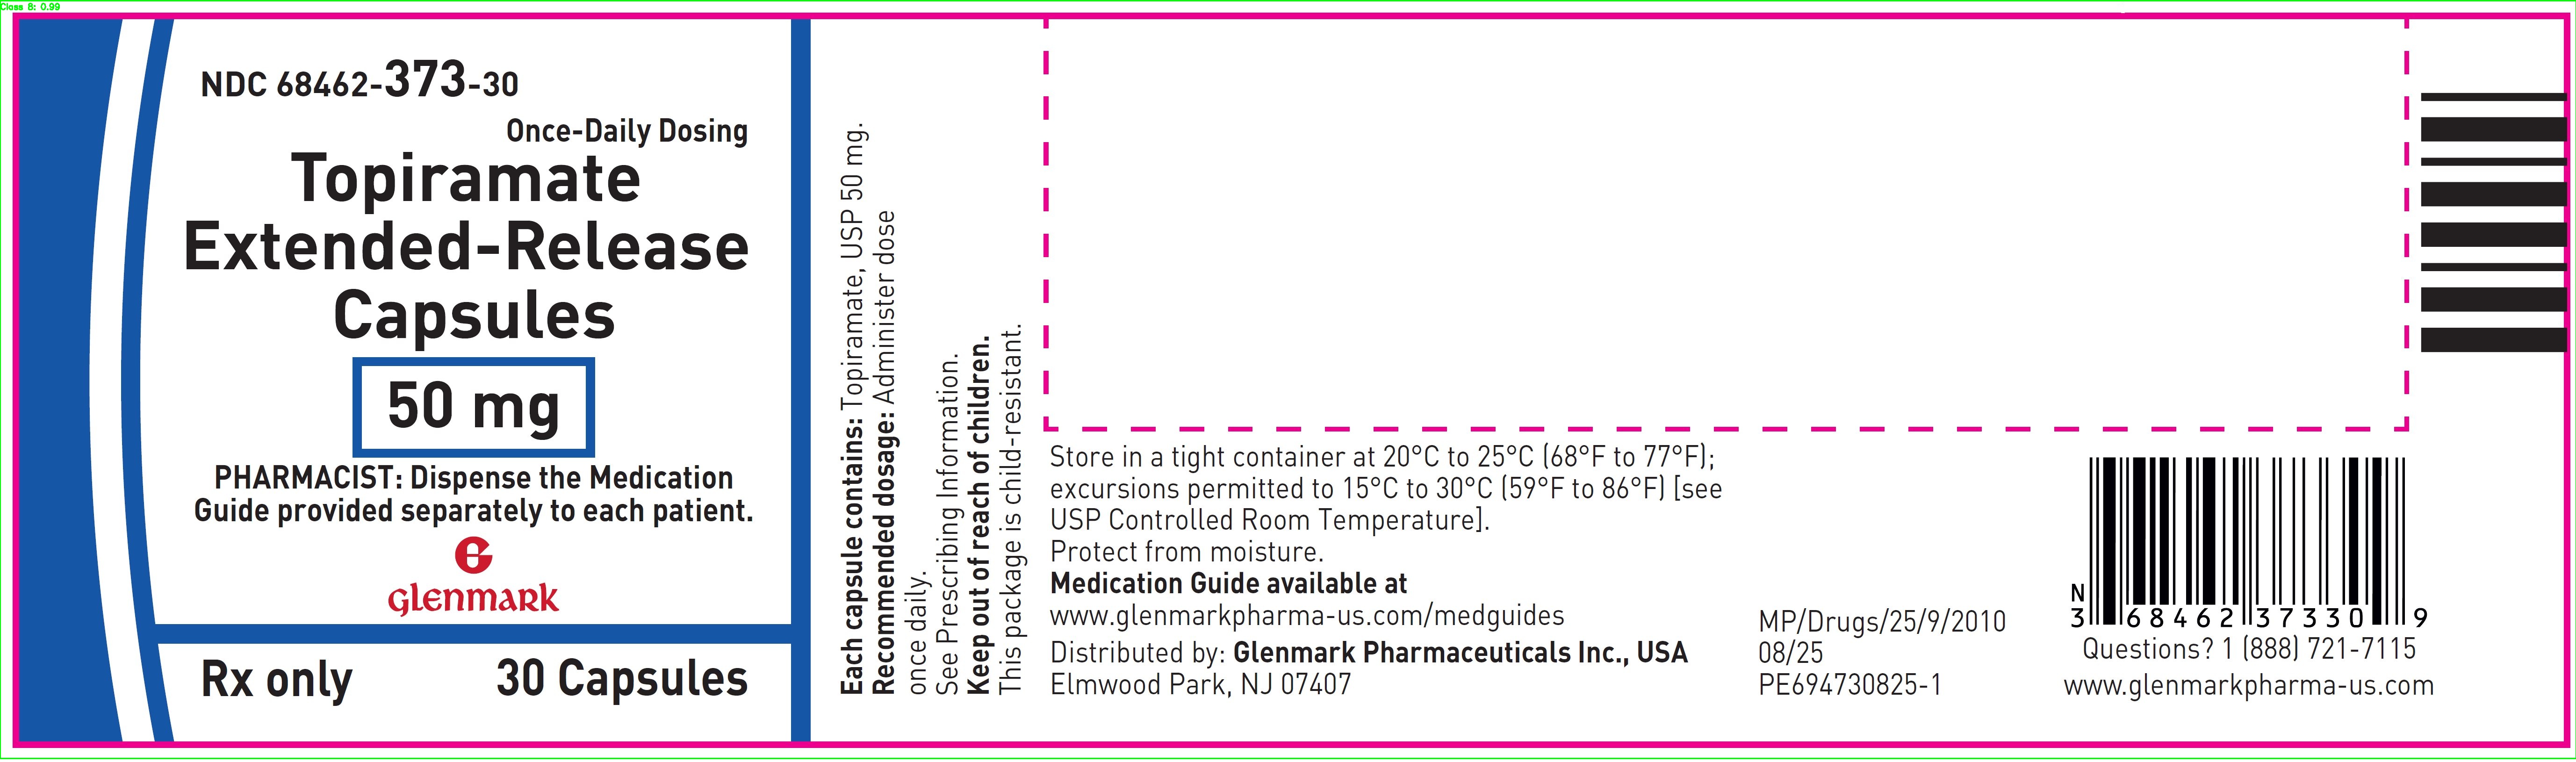 Class 8: 0.99
NDC 68462-373-30
Once-Daily Dosing
Topiramate
Extended-Release
Capsules
50 mg
PHARMACIST: Dispense the Medication
Guide provided separately to each patient.
glenmark
Rx only 30 Capsules
Each capsule contains: Topiramate, USP 50 mg.
Recommended dosage: Administer dose
once daily.
See Prescribing Information.
Keep out of reach of children.
This package is child-resistant.
Store in a tight container at 20°C to 25°C (68°F to 77°F);
excursions permitted to 15°C to 30°C (59°F to 86°F) [see
USP Controlled Room Temperature].
Protect from moisture.
Medication Guide available at
www.glenmarkpharma-us.com/medguides
Distributed by: Glenmark Pharmaceuticals Inc., USA
Elmwood Park, NJ 07407
MP/Drugs/25/9/2010
08/25
PE694730825-1
N
3 68462 37330 9
Questions? 1 (888) 721-7115
www.glenmarkpharma-us.com